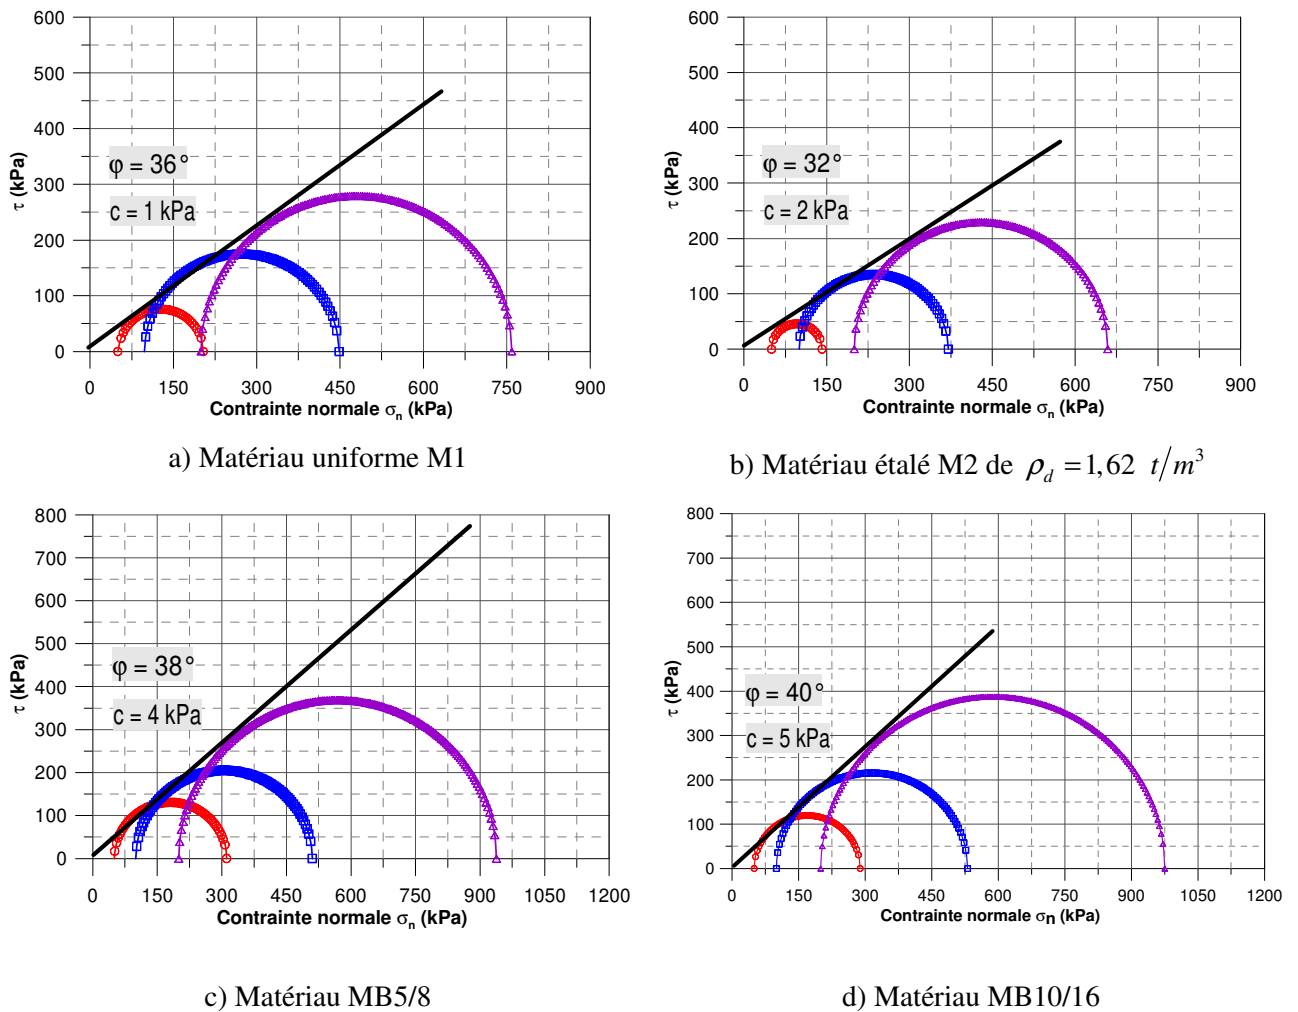 600
500
400
300
200
100
0
τ (kPa)
φ = 36°
c = 1 kPa
0 150 300 450 600 750 900
Contrainte normale σn (kPa)
a) Matériau uniforme M1
600
500
400
300
200
100
0
τ (kPa)
φ = 32°
c = 2 kPa
0 150 300 450 600 750 900
Contrainte normale σn (kPa)
b) Matériau étalé M2 de ρd = 1,62 t/m³
800
700
600
500
400
300
200
100
0
τ (kPa)
φ = 38°
c = 4 kPa
0 150 300 450 600 750 900 1050 1200
Contrainte normale σn (kPa)
c) Matériau MB5/8
800
700
600
500
400
300
200
100
0
τ (kPa)
φ = 40°
c = 5 kPa
0 150 300 450 600 750 900 1050 1200
Contrainte normale σn (kPa)
d) Matériau MB10/16